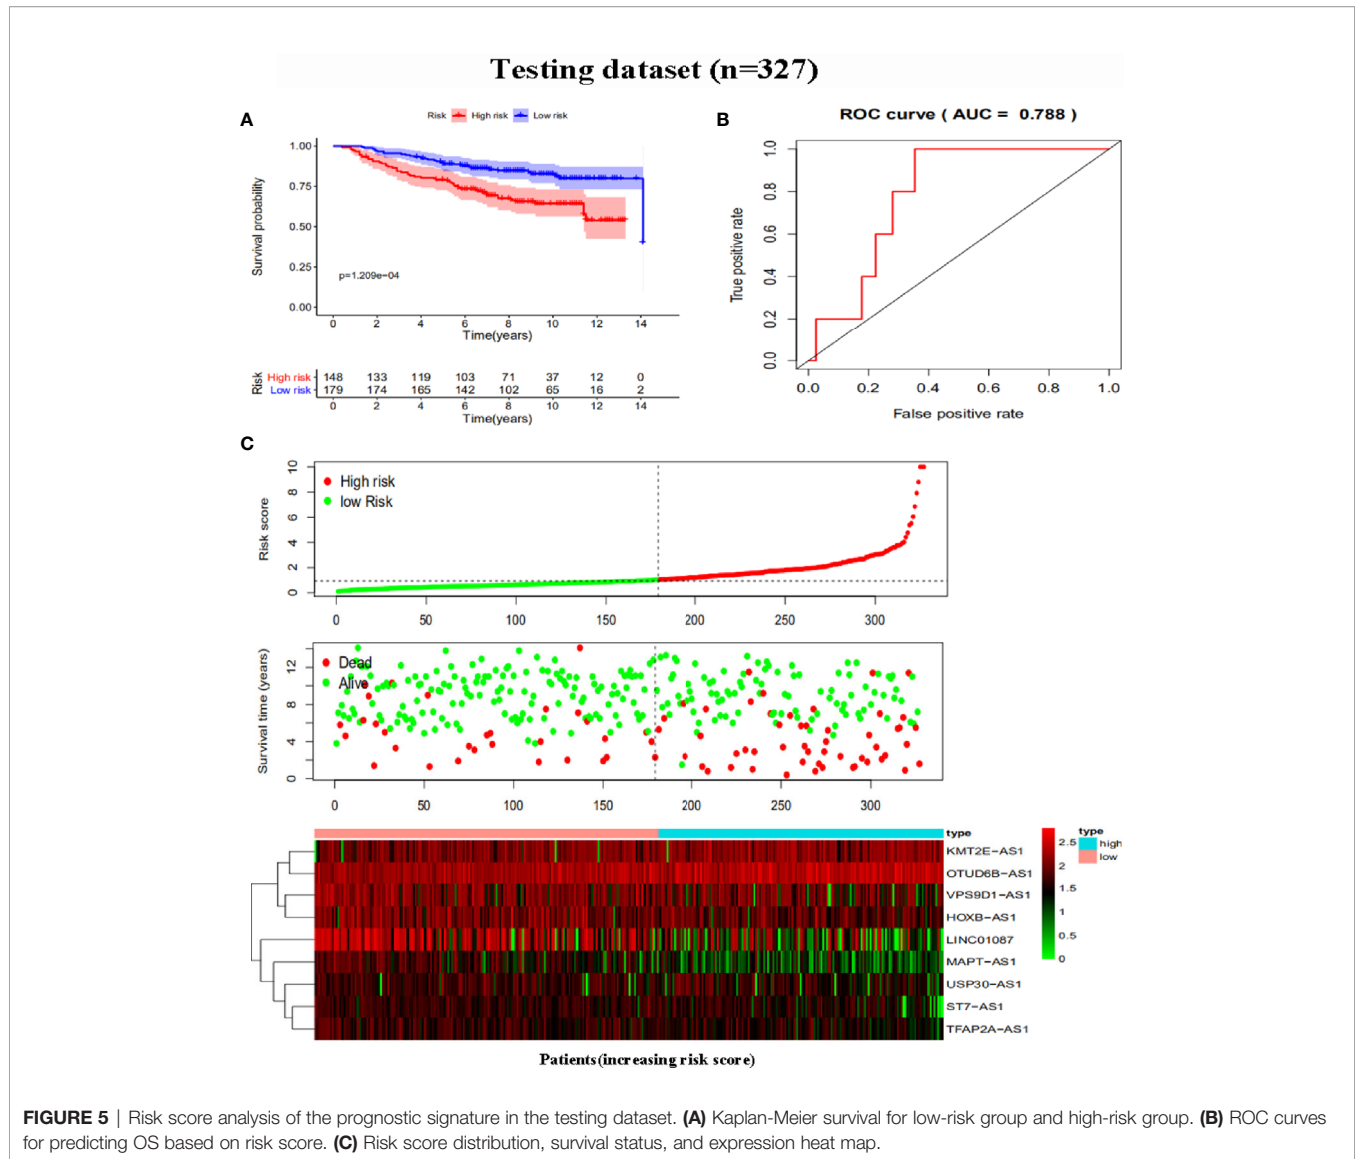 Testing dataset (n=327)
A
Risk High risk Low risk
Survival probability
1.00
0.75
0.50
0.25
0.00
p=1.209e−04
0 2 4 6 8 10 12 14
Time(years)
Risk
High risk 148 133 119 103 71 37 12 0
Low risk 179 174 165 142 102 65 16 2
0 2 4 6 8 10 12 14
Time(years)
B
ROC curve ( AUC = 0.788 )
True positive rate
1.0
0.8
0.6
0.4
0.2
0.0
0.0 0.2 0.4 0.6 0.8 1.0
False positive rate
C
Risk score
10
8
6
4
2
0
High risk
low Risk
0 50 100 150 200 250 300
Survival time (years)
12
8
4
0
Dead
Alive
0 50 100 150 200 250 300
type
KMT2E−AS1
OTUD6B−AS1
VPS9D1−AS1
HOXB−AS1
LINC01087
MAPT−AS1
USP30−AS1
ST7−AS1
TFAP2A−AS1
2.5
2
1.5
1
0.5
0
type
high
low
Patients(increasing risk score)
FIGURE 5 | Risk score analysis of the prognostic signature in the testing dataset. (A) Kaplan-Meier survival for low-risk group and high-risk group. (B) ROC curves
for predicting OS based on risk score. (C) Risk score distribution, survival status, and expression heat map.